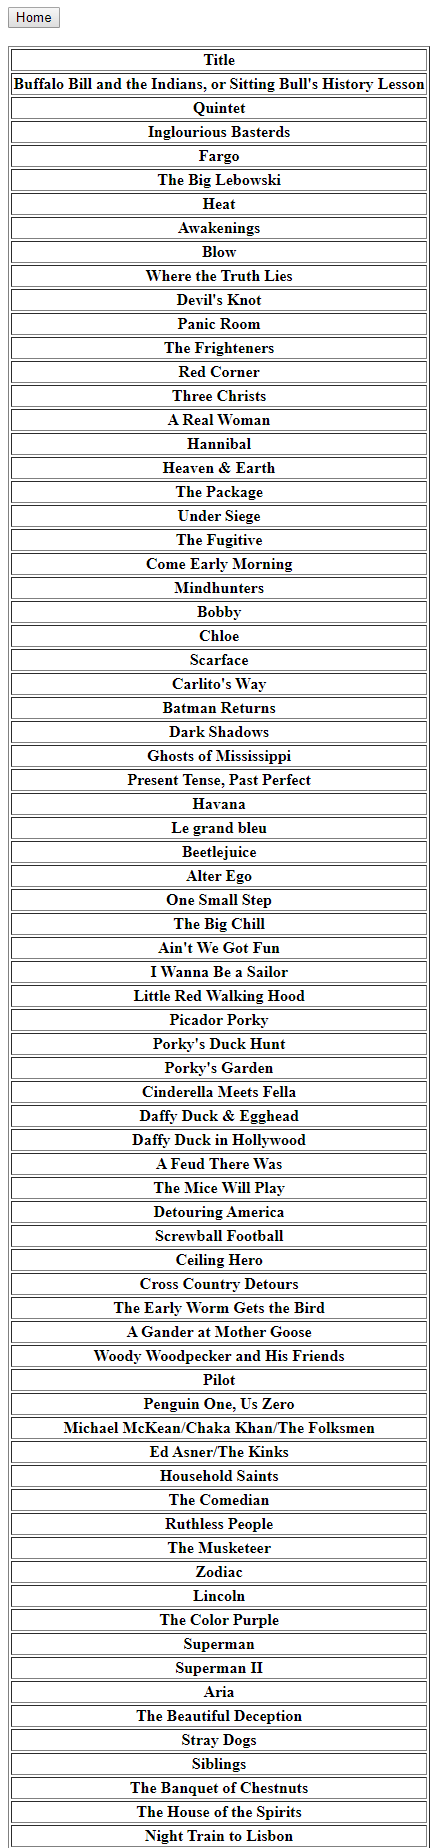 Home
Title
Buffalo Bill and the Indians, or Sitting Bull's History Lesson
Quintet
Inglourious Basterds
Fargo
The Big Lebowski
Heat
Awakenings
Blow
Where the Truth Lies
Devil's Knot
Panic Room
The Frighteners
Red Corner
Three Christs
A Real Woman
Hannibal
Heaven & Earth
The Package
Under Siege
The Fugitive
Come Early Morning
Mindhunters
Bobby
Chloe
Scarface
Carlito's Way
Batman Returns
Dark Shadows
Ghosts of Mississippi
Present Tense, Past Perfect
Havana
Le grand bleu
Beetlejuice
Alter Ego
One Small Step
The Big Chill
Ain't We Got Fun
I Wanna Be a Sailor
Little Red Walking Hood
Picador Porky
Porky's Duck Hunt
Porky's Garden
Cinderella Meets Fella
Daffy Duck & Egghead
Daffy Duck in Hollywood
A Feud There Was
The Mice Will Play
Detouring America
Screwball Football
Ceiling Hero
Cross Country Detours
The Early Worm Gets the Bird
A Gander at Mother Goose
Woody Woodpecker and His Friends
Pilot
Penguin One, Us Zero
Michael McKean/Chaka Khan/The Folksmen
Ed Asner/The Kinks
Household Saints
The Comedian
Ruthless People
The Musketeer
Zodiac
Lincoln
The Color Purple
Superman
Superman II
Aria
The Beautiful Deception
Stray Dogs
Siblings
The Banquet of Chestnuts
The House of the Spirits
Night Train to Lisbon